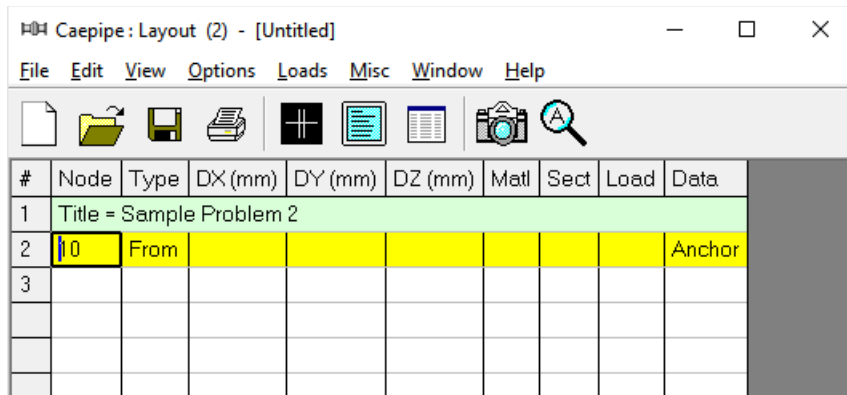 Caepipe : Layout (2) - [Untitled]
File Edit View Options Loads Misc Window Help
A
# Node Type DX (mm) DY (mm) DZ (mm) Matl Sect Load Data
1 Title = Sample Problem 2
2 10 From Anchor
3